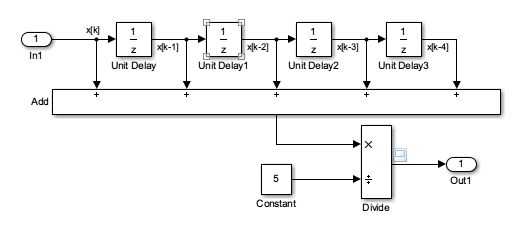 x[k]
x[k-1]
x[k-2]
x[k-3]
x[k-4]
1
In1
1
z
Unit Delay
1
z
Unit Delay1
1
z
Unit Delay2
1
z
Unit Delay3
Add
+ + + + +
×
÷
Divide
5
Constant
1
Out1